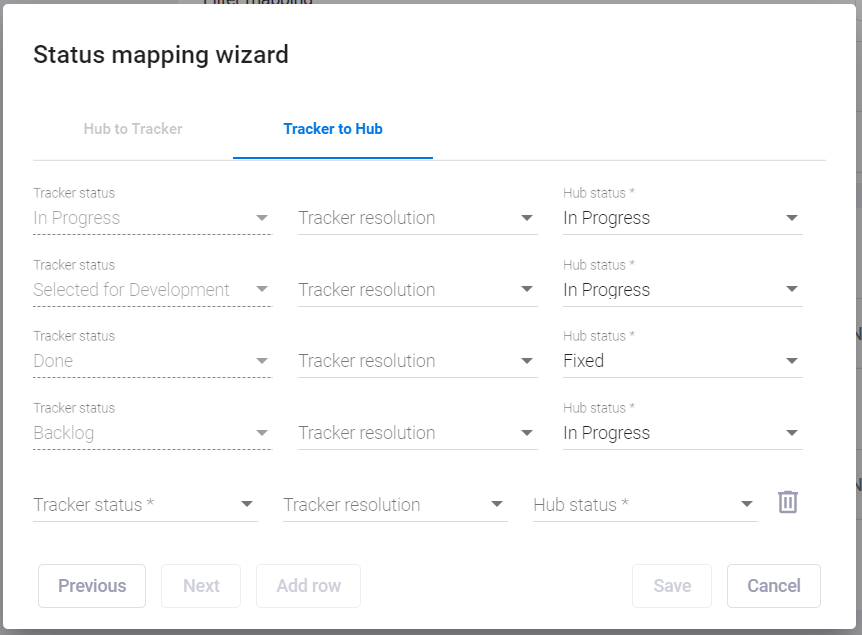 Filter mapping
Status mapping wizard
Hub to Tracker Tracker to Hub
Tracker status Hub status *
In Progress Tracker resolution In Progress
Tracker status Hub status *
Selected for Development Tracker resolution In Progress
Tracker status Hub status *
Done Tracker resolution Fixed
Tracker status Hub status *
Backlog Tracker resolution In Progress
Tracker status * Tracker resolution Hub status *
Previous Next Add row Save Cancel